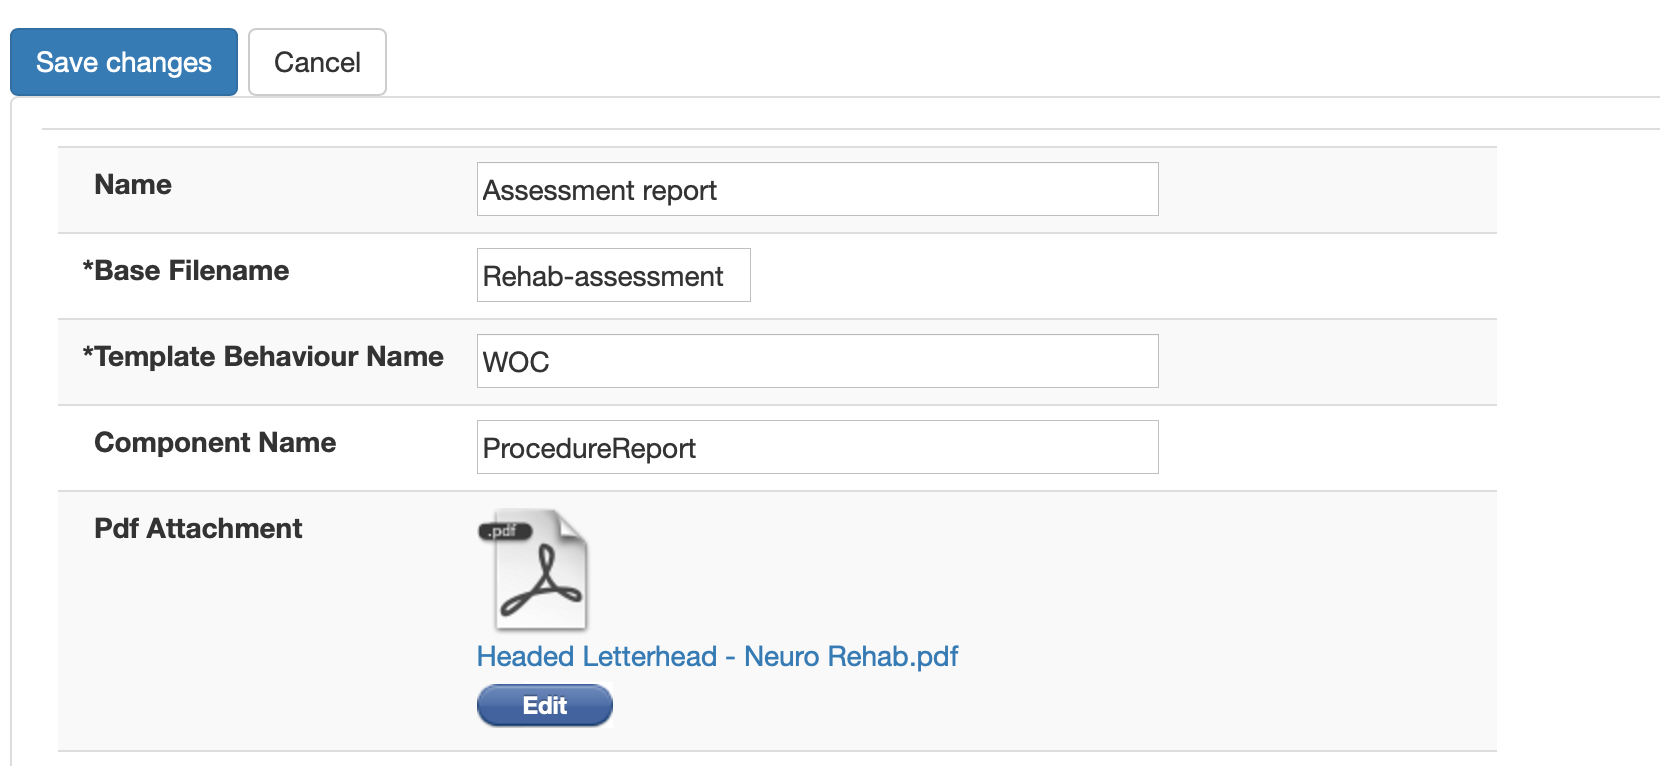 Save changes Cancel
Name Assessment report
*Base Filename Rehab-assessment
*Template Behaviour Name WOC
Component Name ProcedureReport
Pdf Attachment
.pdf
Headed Letterhead - Neuro Rehab.pdf
Edit